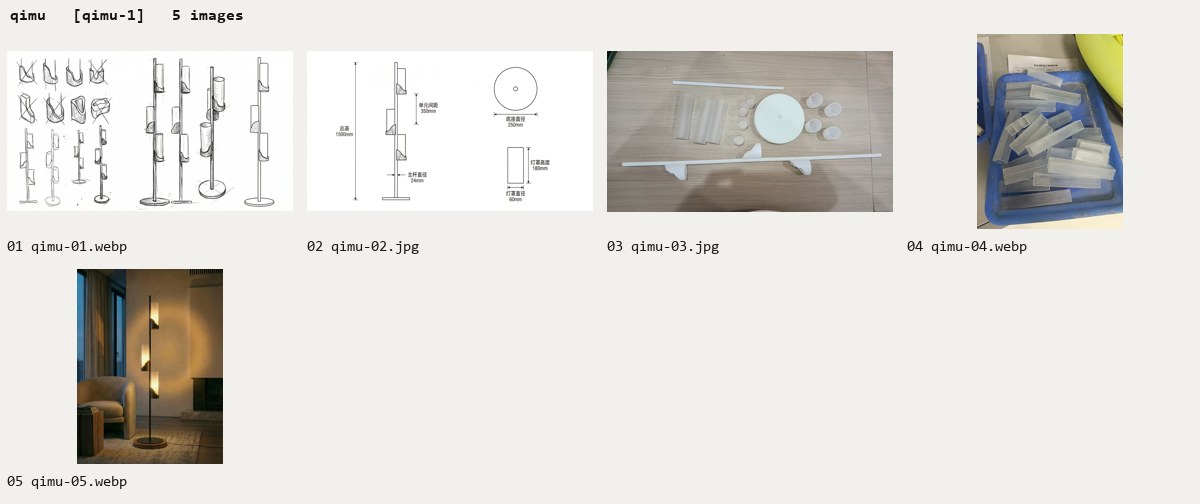 qimu [qimu-1] 5 images
总高
1500mm
单元间距
350mm
主杆直径
24mm
底座直径
250mm
灯罩高度
180mm
灯罩直径
60mm
01 qimu-01.webp
02 qimu-02.jpg
03 qimu-03.jpg
04 qimu-04.webp
05 qimu-05.webp